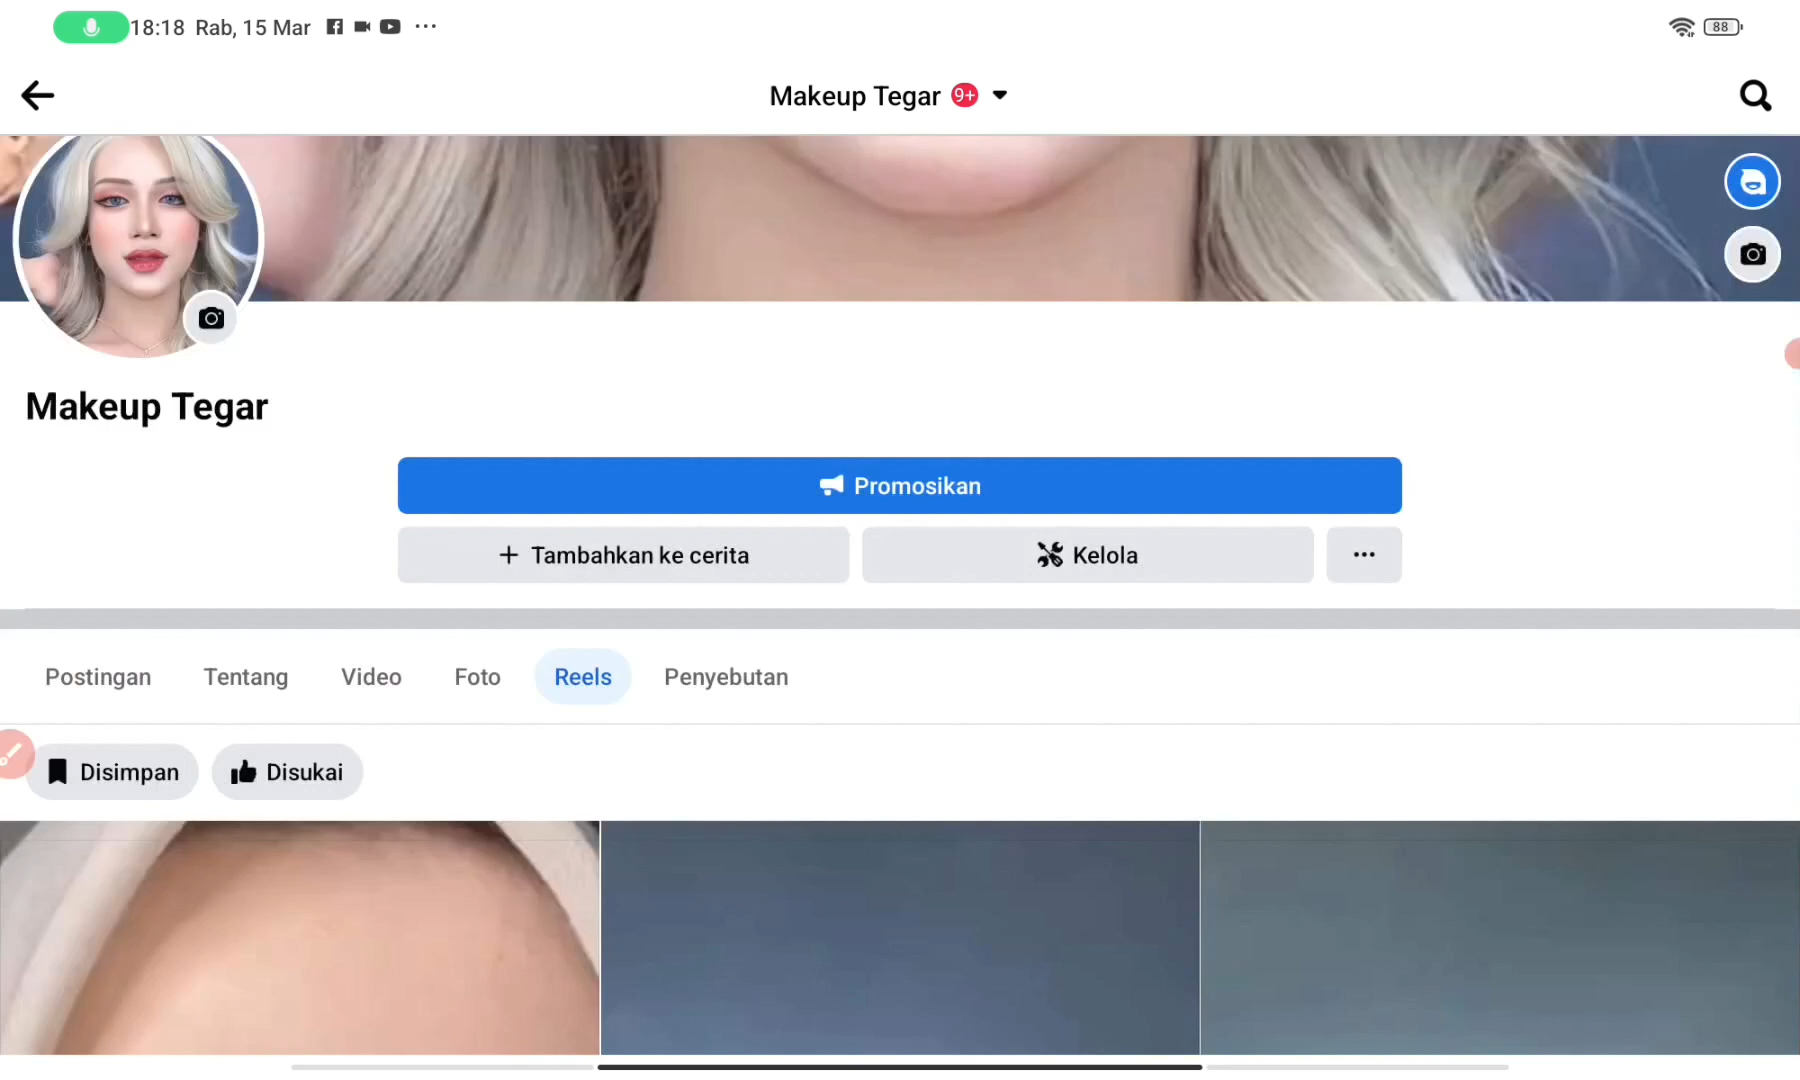 18:18 Rab, 15 Mar ... 88
Makeup Tegar 9+
Makeup Tegar
Promosikan
+ Tambahkan ke cerita
Kelola
...
Postingan Tentang Video Foto Reels Penyebutan
Disimpan Disukai